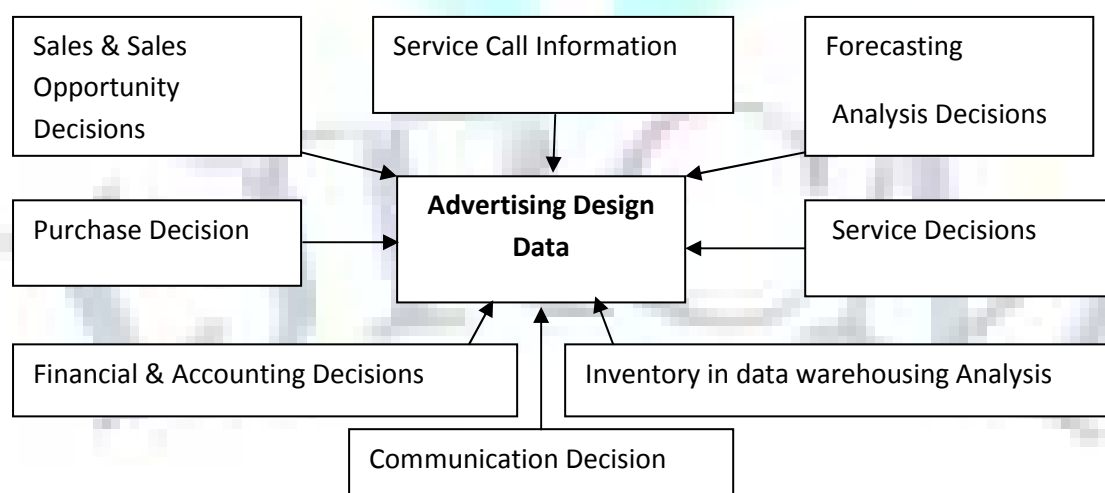 Sales & Sales
Opportunity
Decisions
Service Call Information
Forecasting
Analysis Decisions
Advertising Design
Data
Purchase Decision
Service Decisions
Financial & Accounting Decisions
Inventory in data warehousing Analysis
Communication Decision